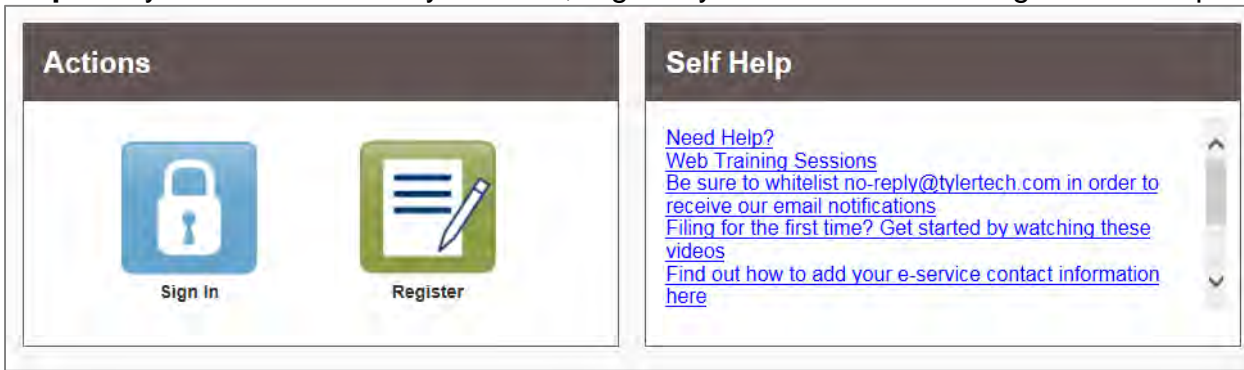 Actions
Sign In
Register
Self Help
Need Help?
Web Training Sessions
Be sure to whitelist no-reply@tylertech.com in order to
receive our email notifications
Filing for the first time? Get started by watching these
videos
Find out how to add your e-service contact information
here